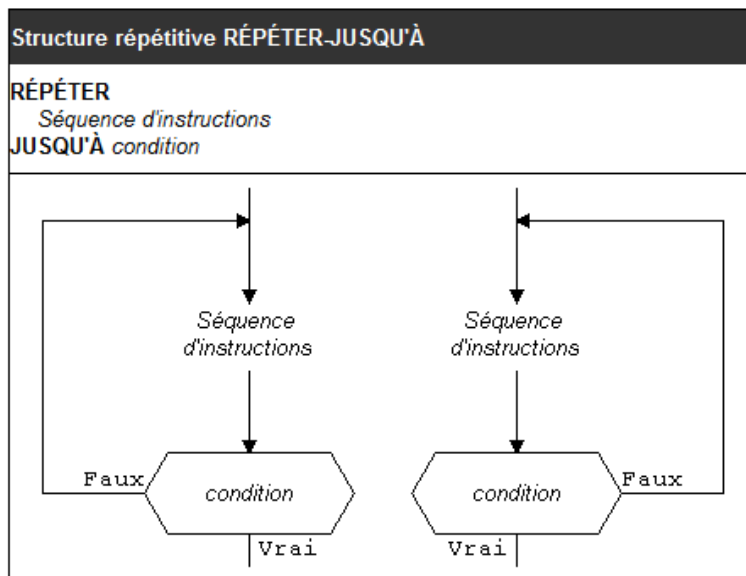 Structure répétitive RÉPÉTER-JUSQU'À
RÉPÉTER
Séquence d'instructions
JUSQU'À condition
Séquence
d'instructions
Faux
condition
Vrai
Séquence
d'instructions
condition
Faux
Vrai